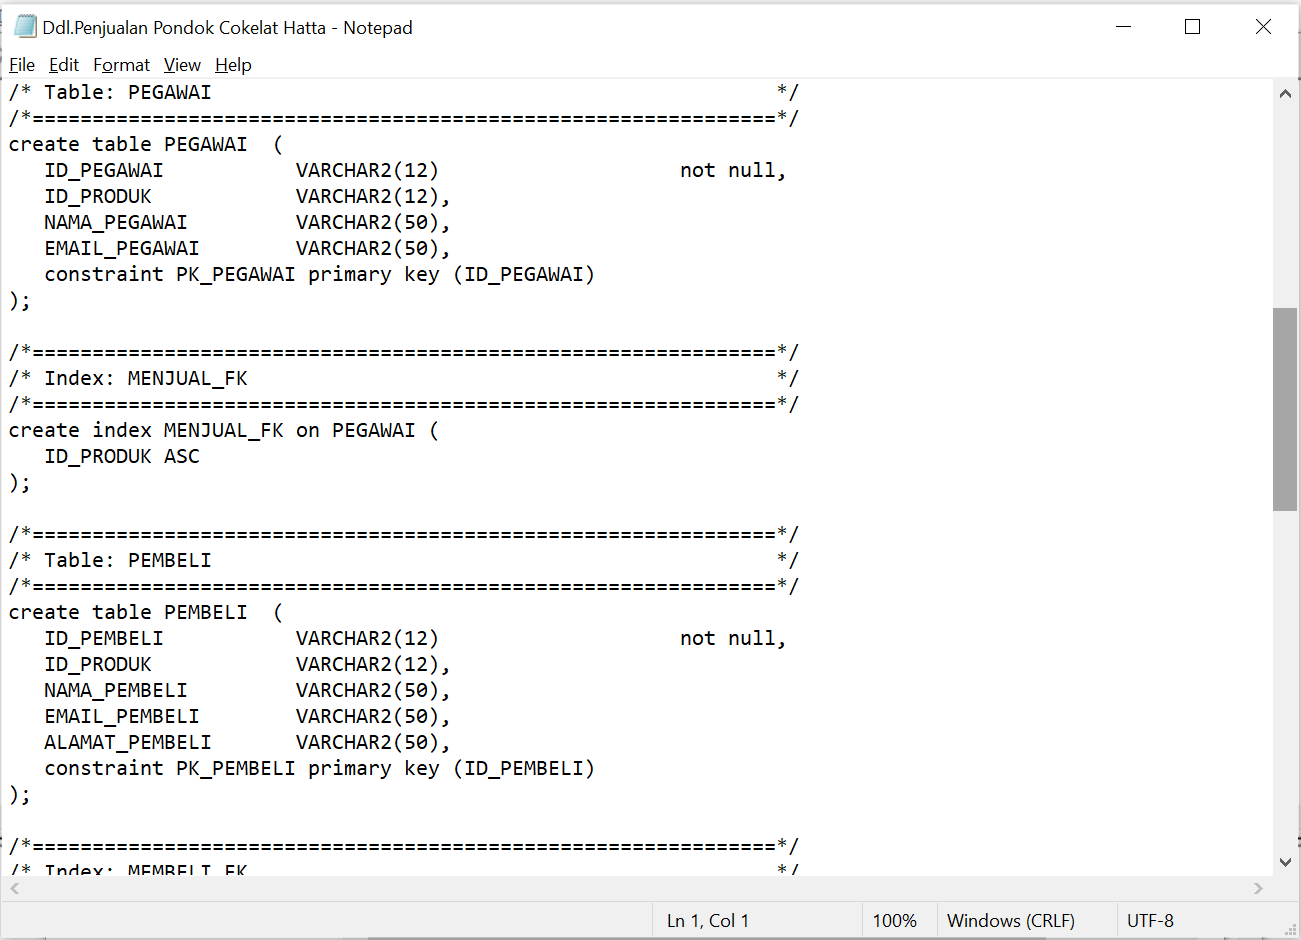 Ddl.Penjualan Pondok Cokelat Hatta - Notepad
File Edit Format View Help
/* Table: PEGAWAI                                               */
/*==============================================================*/
create table PEGAWAI  (
   ID_PEGAWAI           VARCHAR2(12)                    not null,
   ID_PRODUK            VARCHAR2(12),
   NAMA_PEGAWAI         VARCHAR2(50),
   EMAIL_PEGAWAI        VARCHAR2(50),
   constraint PK_PEGAWAI primary key (ID_PEGAWAI)
);

/*==============================================================*/
/* Index: MENJUAL_FK                                            */
/*==============================================================*/
create index MENJUAL_FK on PEGAWAI (
   ID_PRODUK ASC
);

/*==============================================================*/
/* Table: PEMBELI                                               */
/*==============================================================*/
create table PEMBELI  (
   ID_PEMBELI           VARCHAR2(12)                    not null,
   ID_PRODUK            VARCHAR2(12),
   NAMA_PEMBELI         VARCHAR2(50),
   EMAIL_PEMBELI        VARCHAR2(50),
   ALAMAT_PEMBELI       VARCHAR2(50),
   constraint PK_PEMBELI primary key (ID_PEMBELI)
);

/*==============================================================*/
/* Index: MEMBELI_FK                                            */
Ln 1, Col 1 100% Windows (CRLF) UTF-8